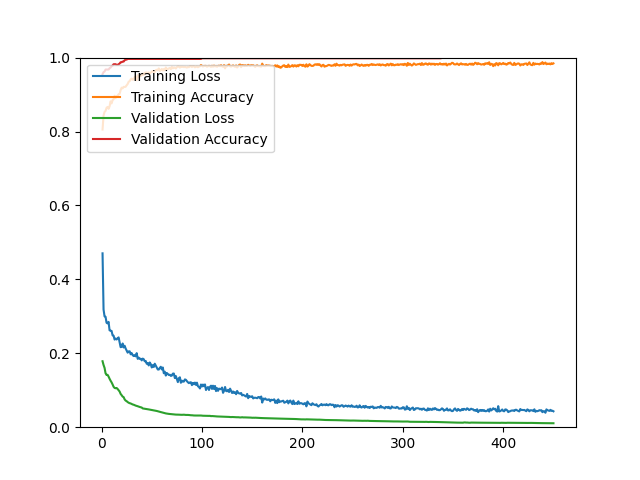 1.0
0.8
0.6
0.4
0.2
0.0
Training Loss
Training Accuracy
Validation Loss
Validation Accuracy
0 100 200 300 400